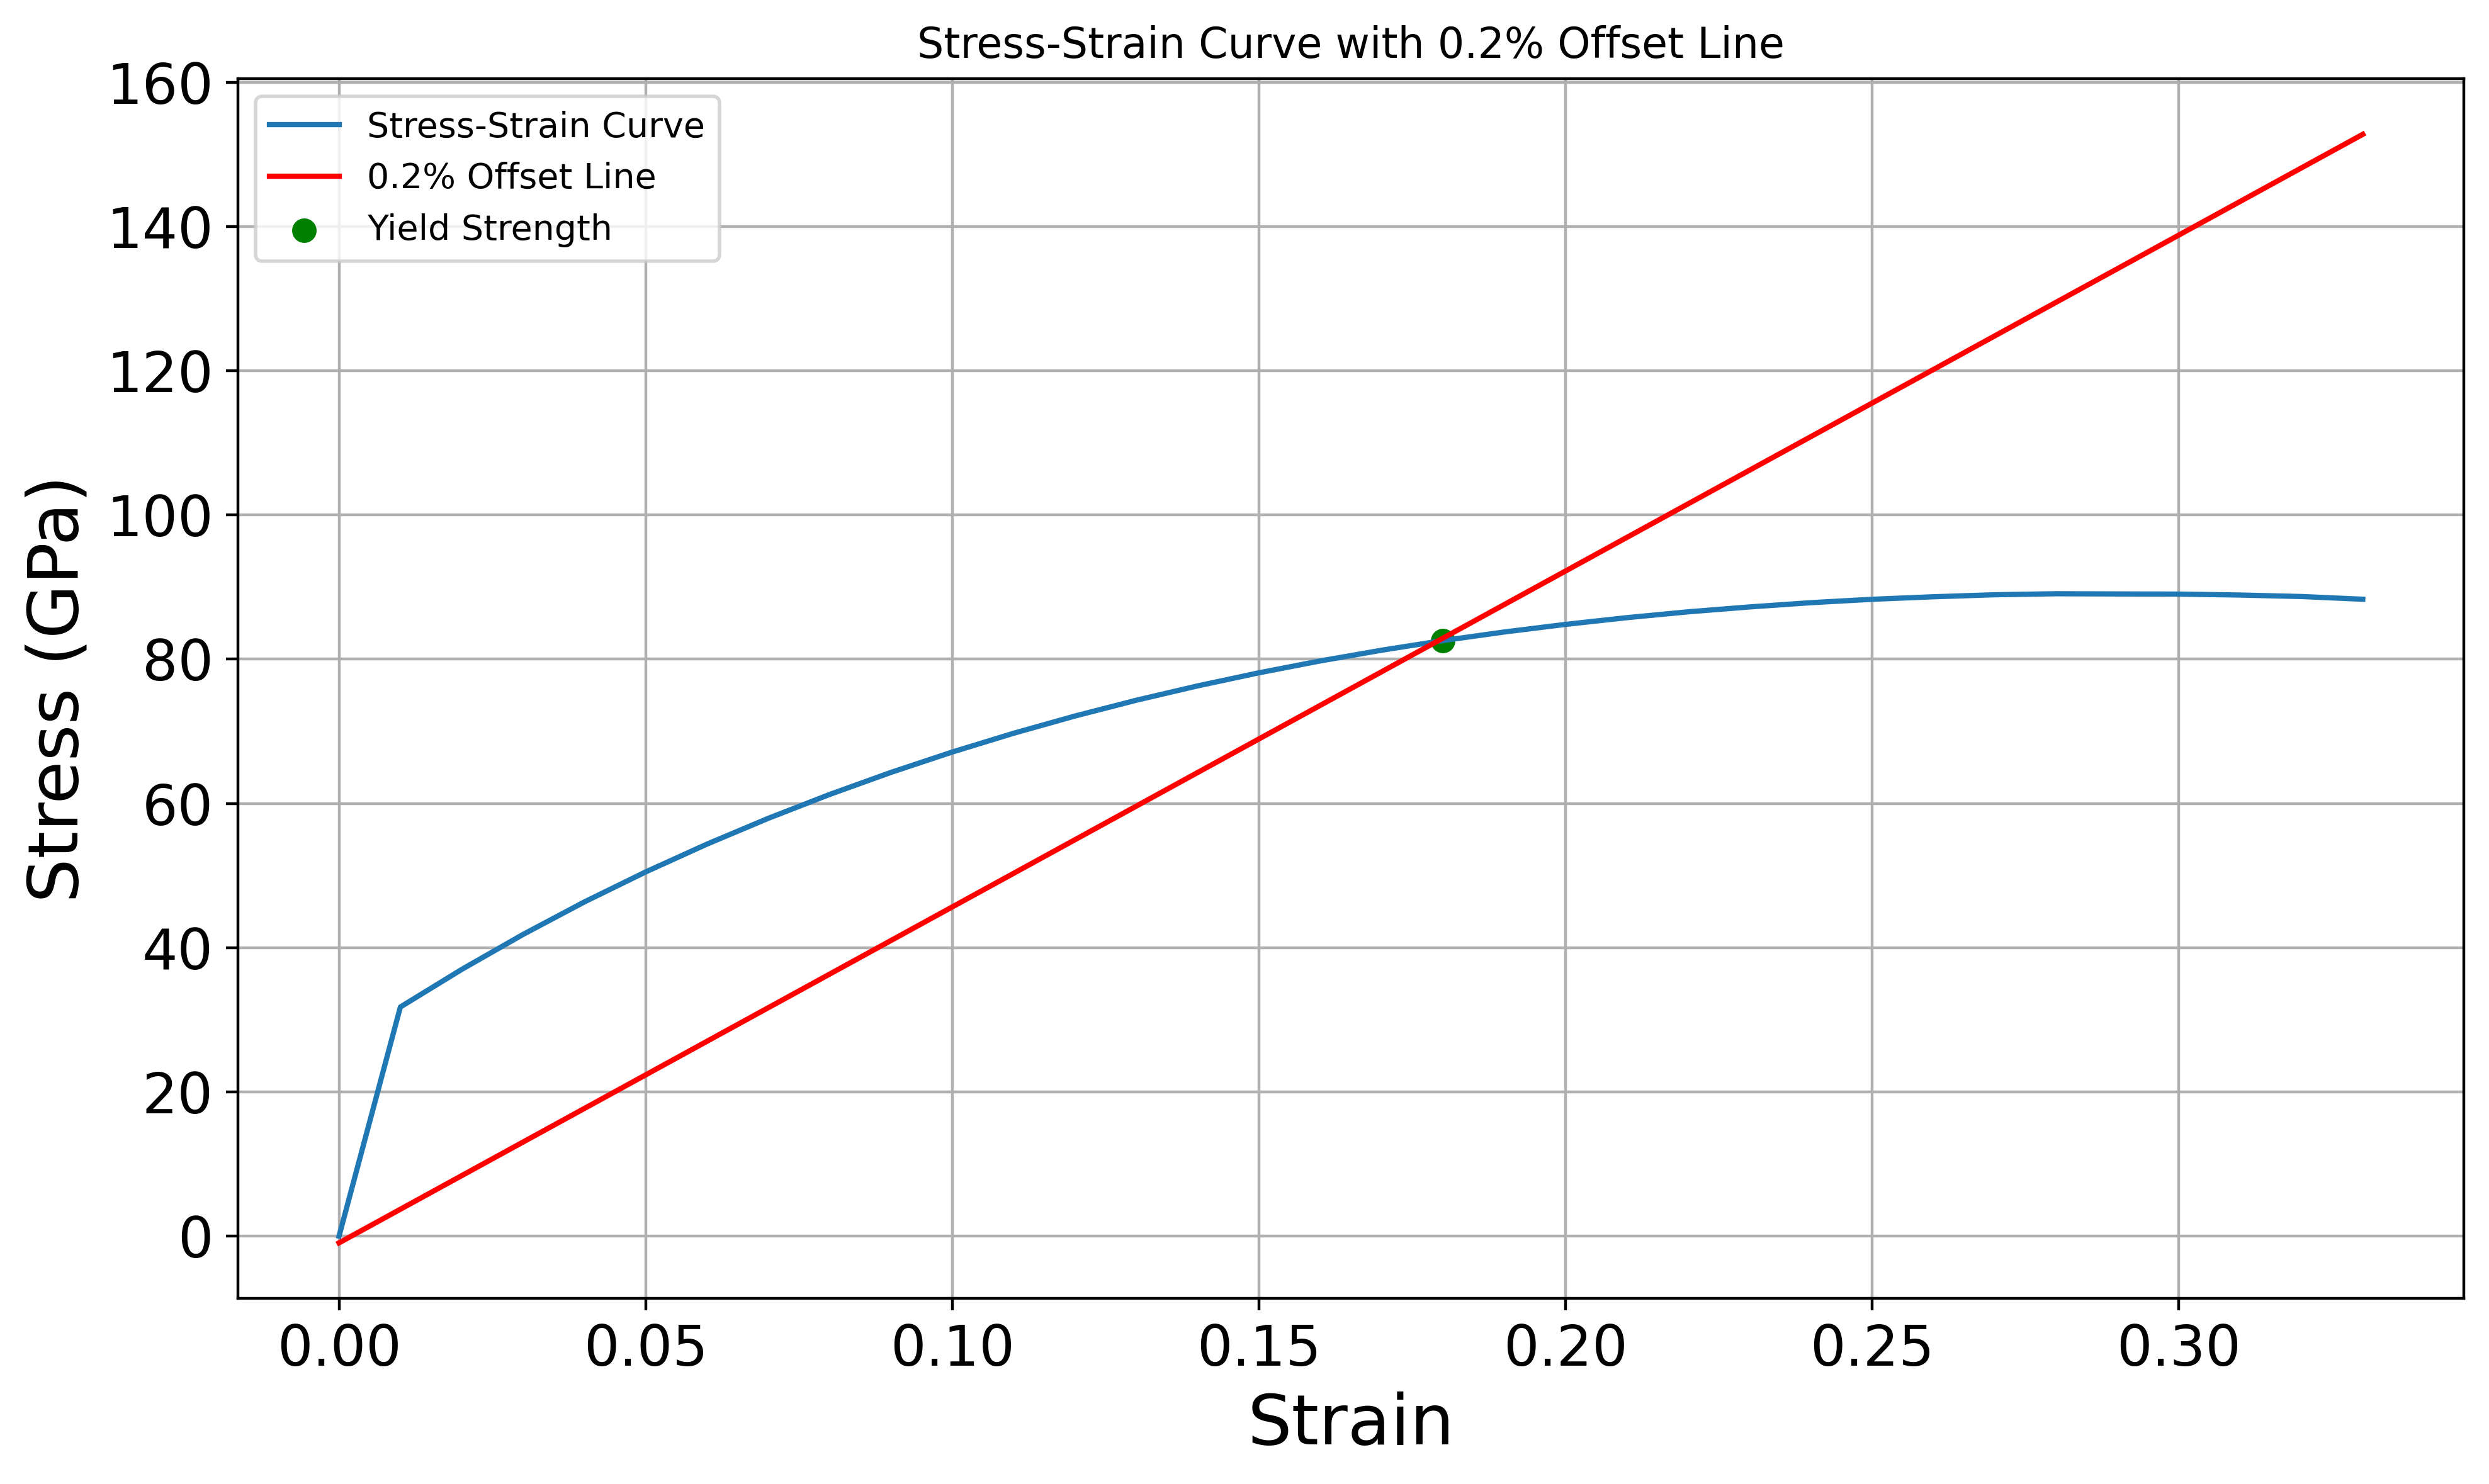 Stress-Strain Curve with 0.2% Offset Line
160
140
120
100
80
60
40
20
0
Stress (GPa)
Stress-Strain Curve
0.2% Offset Line
Yield Strength
0.00 0.05 0.10 0.15 0.20 0.25 0.30
Strain